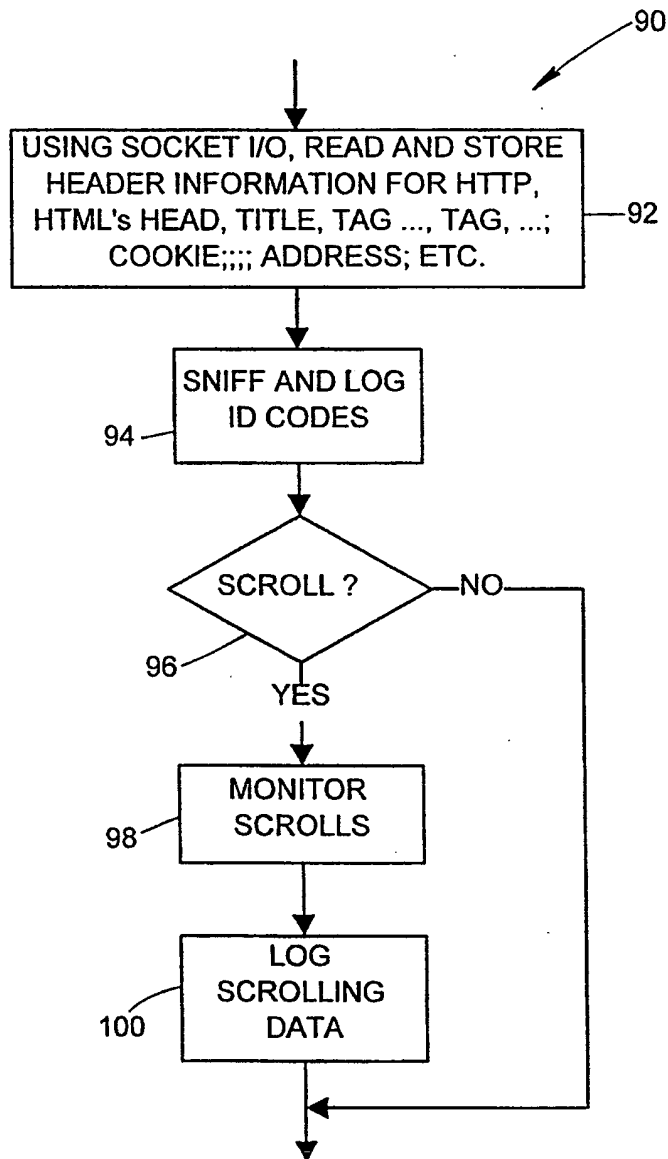 90
USING SOCKET I/O, READ AND STORE
HEADER INFORMATION FOR HTTP,
HTML's HEAD, TITLE, TAG ..., TAG, ...;
COOKIE;;;; ADDRESS; ETC.
92
SNIFF AND LOG
ID CODES
94
SCROLL ?
NO
96
YES
MONITOR
SCROLLS
98
LOG
SCROLLING
DATA
100